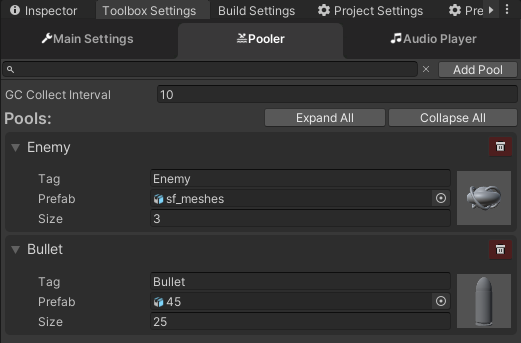 Inspector Toolbox Settings Build Settings Project Settings Pre
Main Settings Pooler Audio Player
Add Pool
GC Collect Interval 10
Pools: Expand All Collapse All
Enemy
Tag Enemy
Prefab sf_meshes
Size 3
Bullet
Tag Bullet
Prefab 45
Size 25